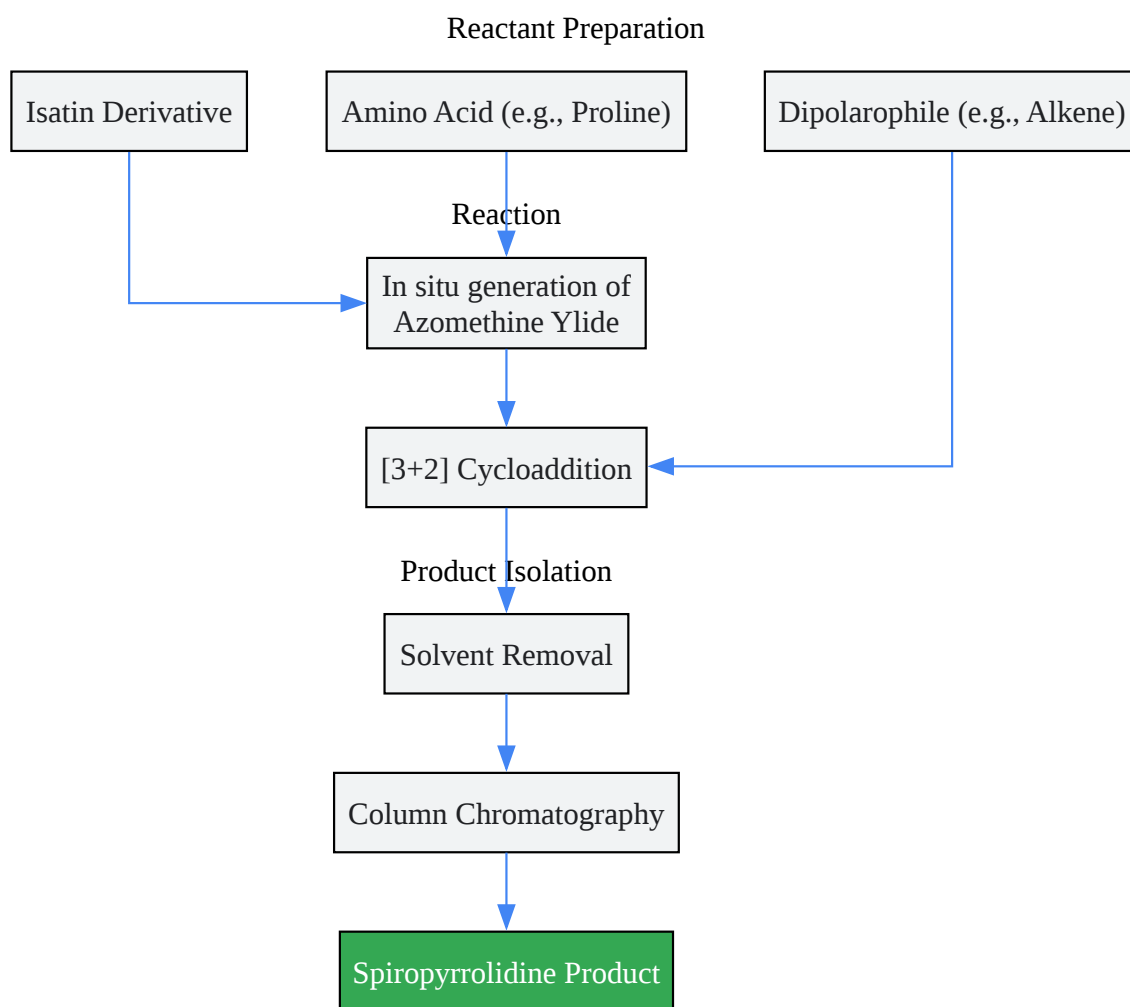 Reactant Preparation
Isatin Derivative
Amino Acid (e.g., Proline)
Dipolarophile (e.g., Alkene)
Reaction
In situ generation of
Azomethine Ylide
[3+2] Cycloaddition
Product Isolation
Solvent Removal
Column Chromatography
Spiropyrrolidine Product